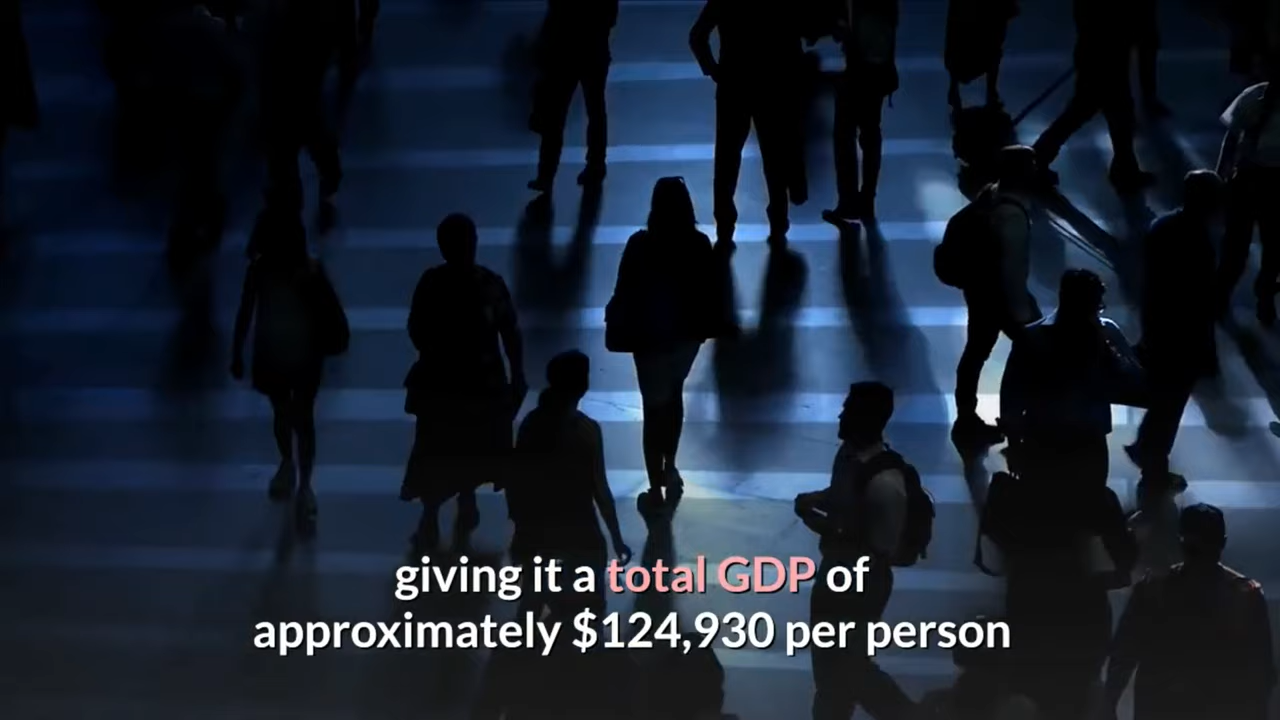 giving it a total GDP of
approximately $124,930 per person